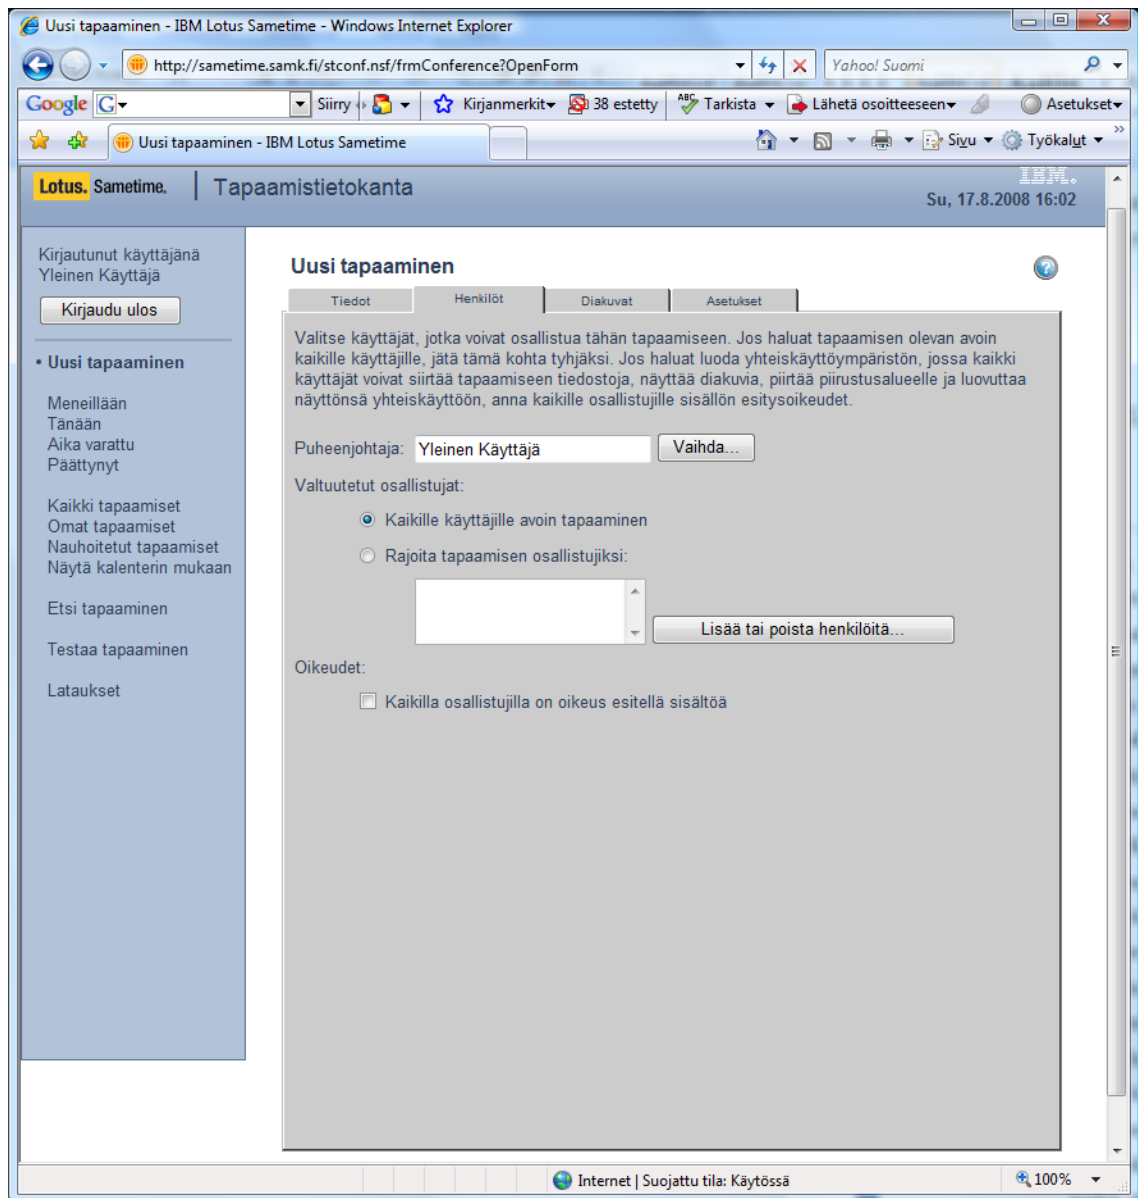 Uusi tapaaminen - IBM Lotus Sametime - Windows Internet Explorer
http://sametime.samk.fi/stconf.nsf/frmConference?OpenForm
Yahoo! Suomi
Google G Siirry Kirjanmerkit 38 estetty ABC Tarkista Lähetä osoitteeseen Asetukset
Uusi tapaaminen - IBM Lotus Sametime
Sivu Työkalut
Lotus. Sametime. Tapaamistietokanta
IBM.
Su, 17.8.2008 16:02
Kirjautunut käyttäjänä
Yleinen Käyttäjä
Kirjaudu ulos
• Uusi tapaaminen
Meneillään
Tänään
Aika varattu
Päättynyt
Kaikki tapaamiset
Omat tapaamiset
Nauhoitetut tapaamiset
Näytä kalenterin mukaan
Etsi tapaaminen
Testaa tapaaminen
Lataukset
Uusi tapaaminen
Tiedot Henkilöt Diakuvat Asetukset
Valitse käyttäjät, jotka voivat osallistua tähän tapaamiseen. Jos haluat tapaamisen olevan avoin
kaikille käyttäjille, jätä tämä kohta tyhjäksi. Jos haluat luoda yhteiskäyttöympäristön, jossa kaikki
käyttäjät voivat siirtää tapaamiseen tiedostoja, näyttää diakuvia, piirtää piirustusalueelle ja luovuttaa
näyttönsä yhteiskäyttöön, anna kaikille osallistujille sisällön esitysoikeudet.
Puheenjohtaja: Yleinen Käyttäjä Vaihda...
Valtuutetut osallistujat:
Kaikille käyttäjille avoin tapaaminen
Rajoita tapaamisen osallistujiksi:
Lisää tai poista henkilöitä...
Oikeudet:
Kaikilla osallistujilla on oikeus esitellä sisältöä
Internet | Suojattu tila: Käytössä
100%